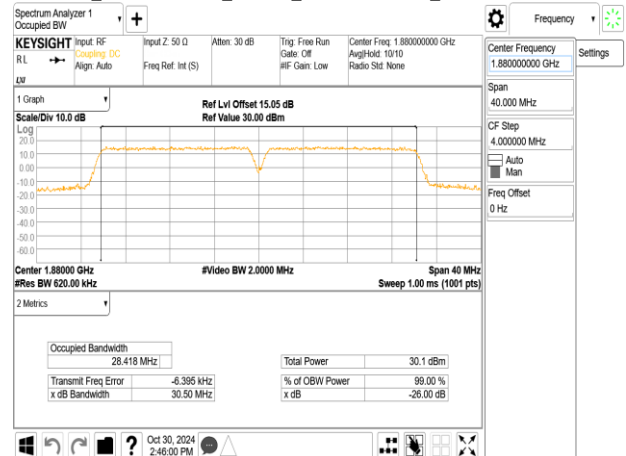 Spectrum Analyzer 1
Occupied BW
Frequency
KEYSIGHT
RL
Input: RF
Coupling: DC
Align: Auto
Input Z: 50 Ω
Freq Ref: Int (S)
Atten: 30 dB
Trig: Free Run
Gate: Off
#IF Gain: Low
Center Freq: 1.880000000 GHz
Avg|Hold: 10/10
Radio Std: None
Center Frequency
1.880000000 GHz
Settings
Span
40.000 MHz
CF Step
4.000000 MHz
Auto
Man
Freq Offset
0 Hz
1 Graph
Ref Lvl Offset 15.05 dB
Scale/Div 10.0 dB
Ref Value 30.00 dBm
Log
20.0
10.0
0.00
-10.0
-20.0
-30.0
-40.0
-50.0
-60.0
Center 1.88000 GHz
#Video BW 2.0000 MHz
Span 40 MHz
#Res BW 620.00 kHz
Sweep 1.00 ms (1001 pts)
2 Metrics
Occupied Bandwidth
28.418 MHz
Total Power 30.1 dBm
Transmit Freq Error -6.395 kHz
% of OBW Power 99.00 %
x dB Bandwidth 30.50 MHz
x dB -26.00 dB
?
Oct 30, 2024
2:46:00 PM